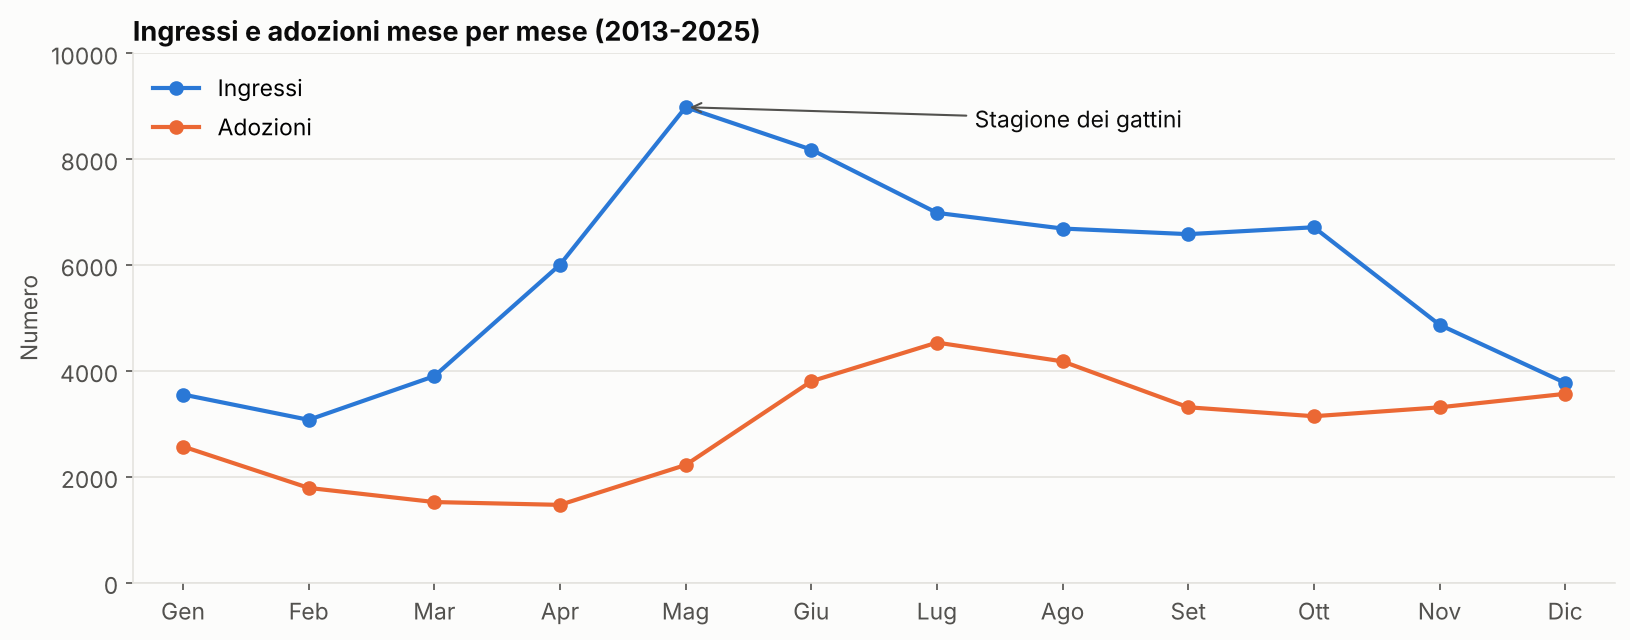 Ingressi e adozioni mese per mese (2013-2025)
Ingressi
Adozioni
Stagione dei gattini
Numero
10000
8000
6000
4000
2000
0
Gen Feb Mar Apr Mag Giu Lug Ago Set Ott Nov Dic